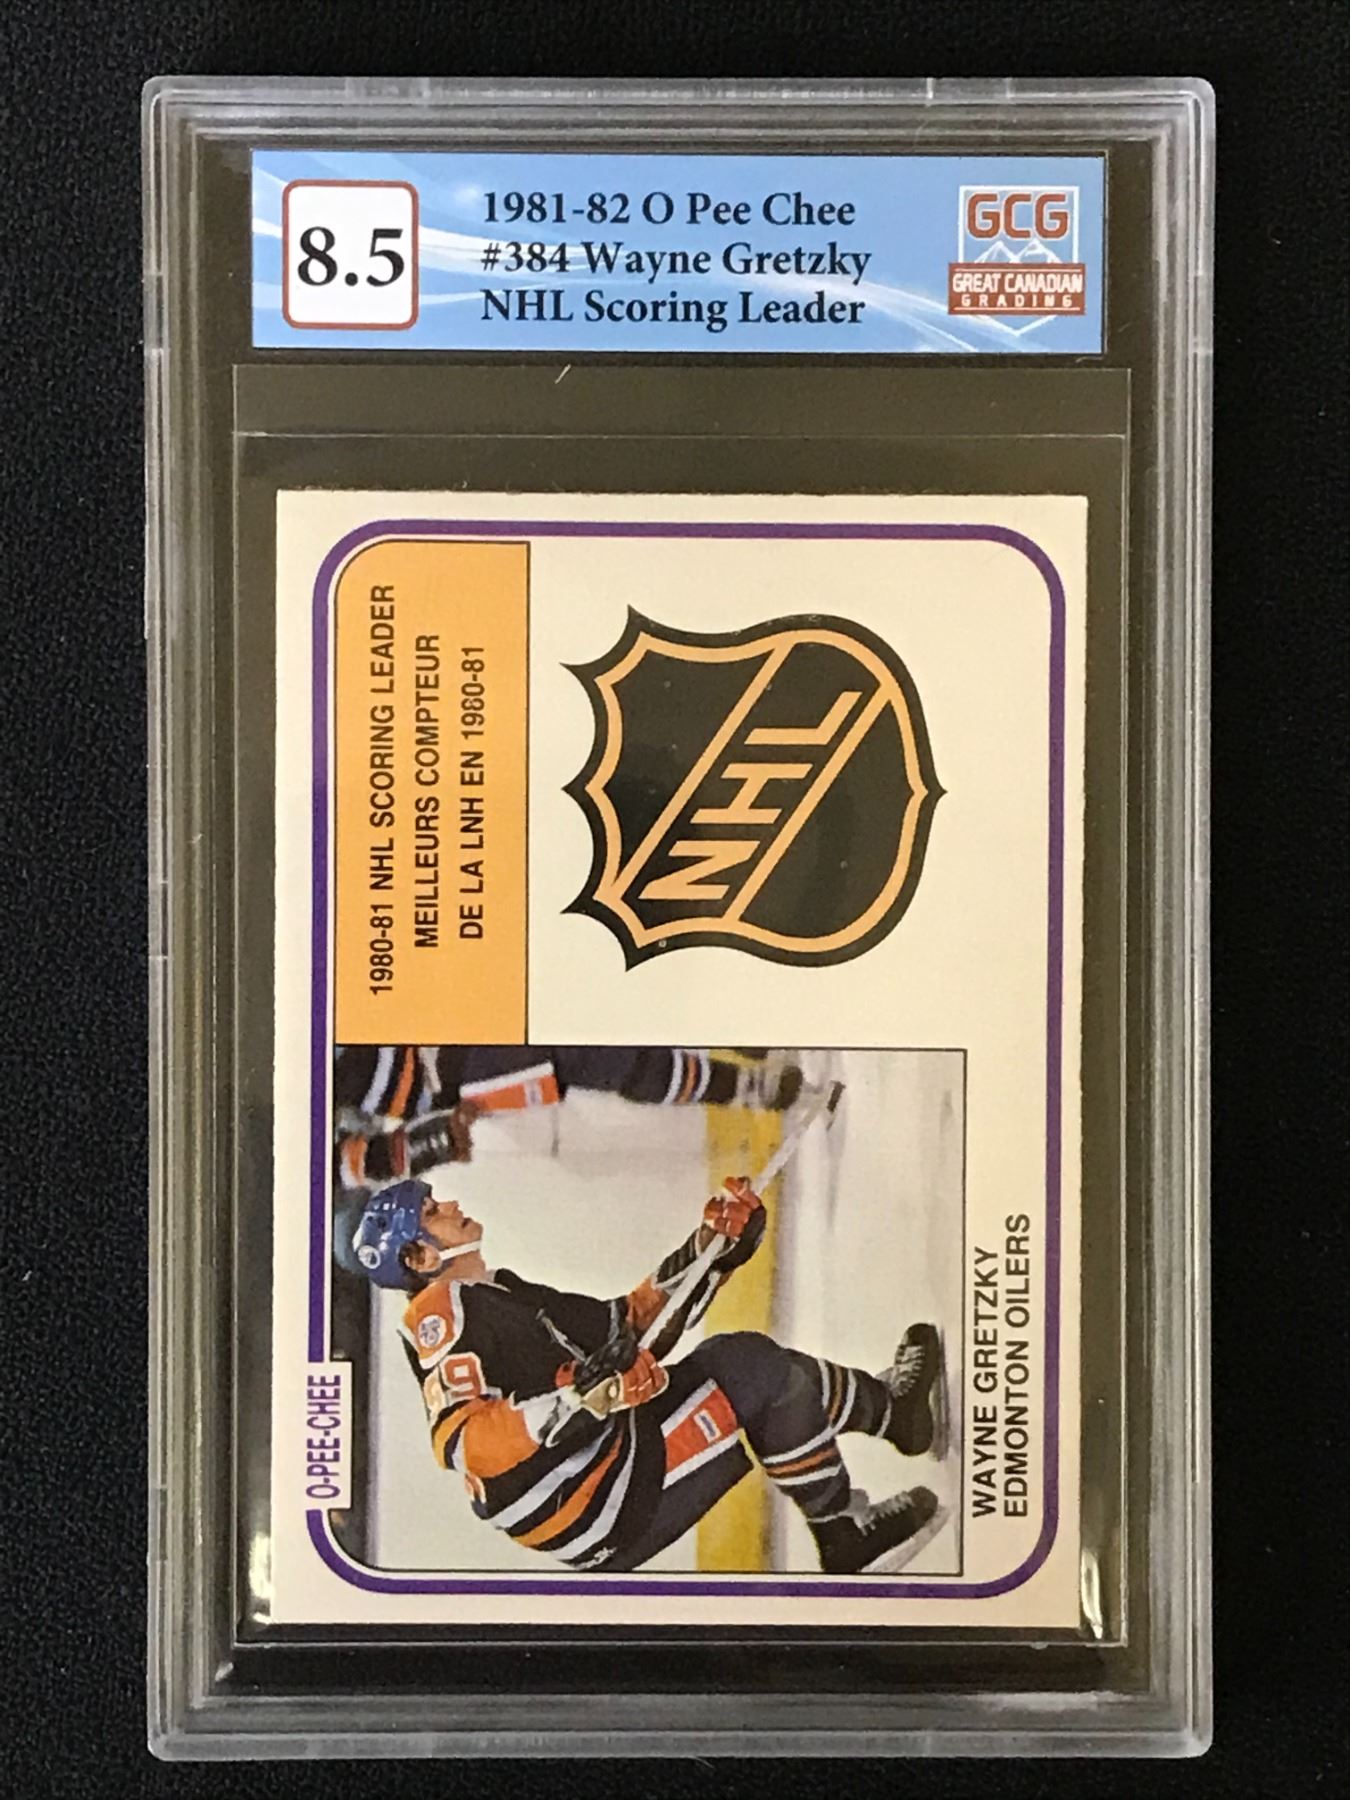 8.5
1981-82 O Pee Chee
#384 Wayne Gretzky
NHL Scoring Leader
GCG
GREAT CANADIAN
GRADING
1980-81 NHL SCORING LEADER
MEILLEURS COMPTEUR
DE LA LNH EN 1980-81
NHL
O-PEE-CHEE
99
WAYNE GRETZKY
EDMONTON OILERS